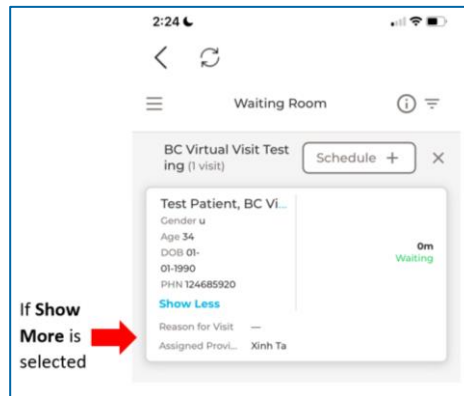 2:24
Waiting Room
BC Virtual Visit Test
ing (1 visit)
Schedule +
Test Patient, BC Vi...
Gender u
Age 34
DOB 01-
01-1990
PHN 124685920
0m
Waiting
Show Less
Reason for Visit —
Assigned Provi... Xinh Ta
If Show
More is
selected